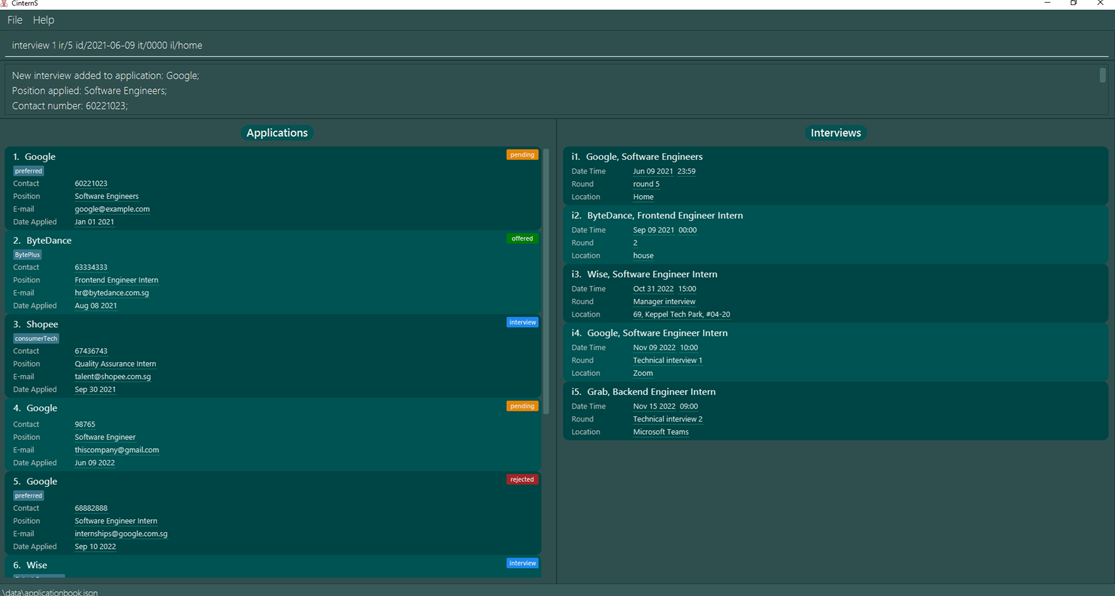 CinternS
File Help
interview 1 ir/5 id/2021-06-09 it/0000 il/home
New interview added to application: Google;
Position applied: Software Engineers;
Contact number: 60221023;
Applications
1. Google pending
preferred
Contact 60221023
Position Software Engineers
E-mail google@example.com
Date Applied Jan 01 2021
2. ByteDance offered
BytePlus
Contact 63334333
Position Frontend Engineer Intern
E-mail hr@bytedance.com.sg
Date Applied Aug 08 2021
3. Shopee interview
consumerTech
Contact 67436743
Position Quality Assurance Intern
E-mail talent@shopee.com.sg
Date Applied Sep 30 2021
4. Google pending
Contact 98765
Position Software Engineer
E-mail thiscompany@gmail.com
Date Applied Jun 09 2022
5. Google rejected
preferred
Contact 68882888
Position Software Engineer Intern
E-mail internships@google.com.sg
Date Applied Sep 10 2022
6. Wise interview
Interviews
i1. Google, Software Engineers
Date Time Jun 09 2021 23:59
Round round 5
Location Home
i2. ByteDance, Frontend Engineer Intern
Date Time Sep 09 2021 00:00
Round 2
Location house
i3. Wise, Software Engineer Intern
Date Time Oct 31 2022 15:00
Round Manager interview
Location 69, Keppel Tech Park, #04-20
i4. Google, Software Engineer Intern
Date Time Nov 09 2022 10:00
Round Technical interview 1
Location Zoom
i5. Grab, Backend Engineer Intern
Date Time Nov 15 2022 09:00
Round Technical interview 2
Location Microsoft Teams
\data\applicationbook.json